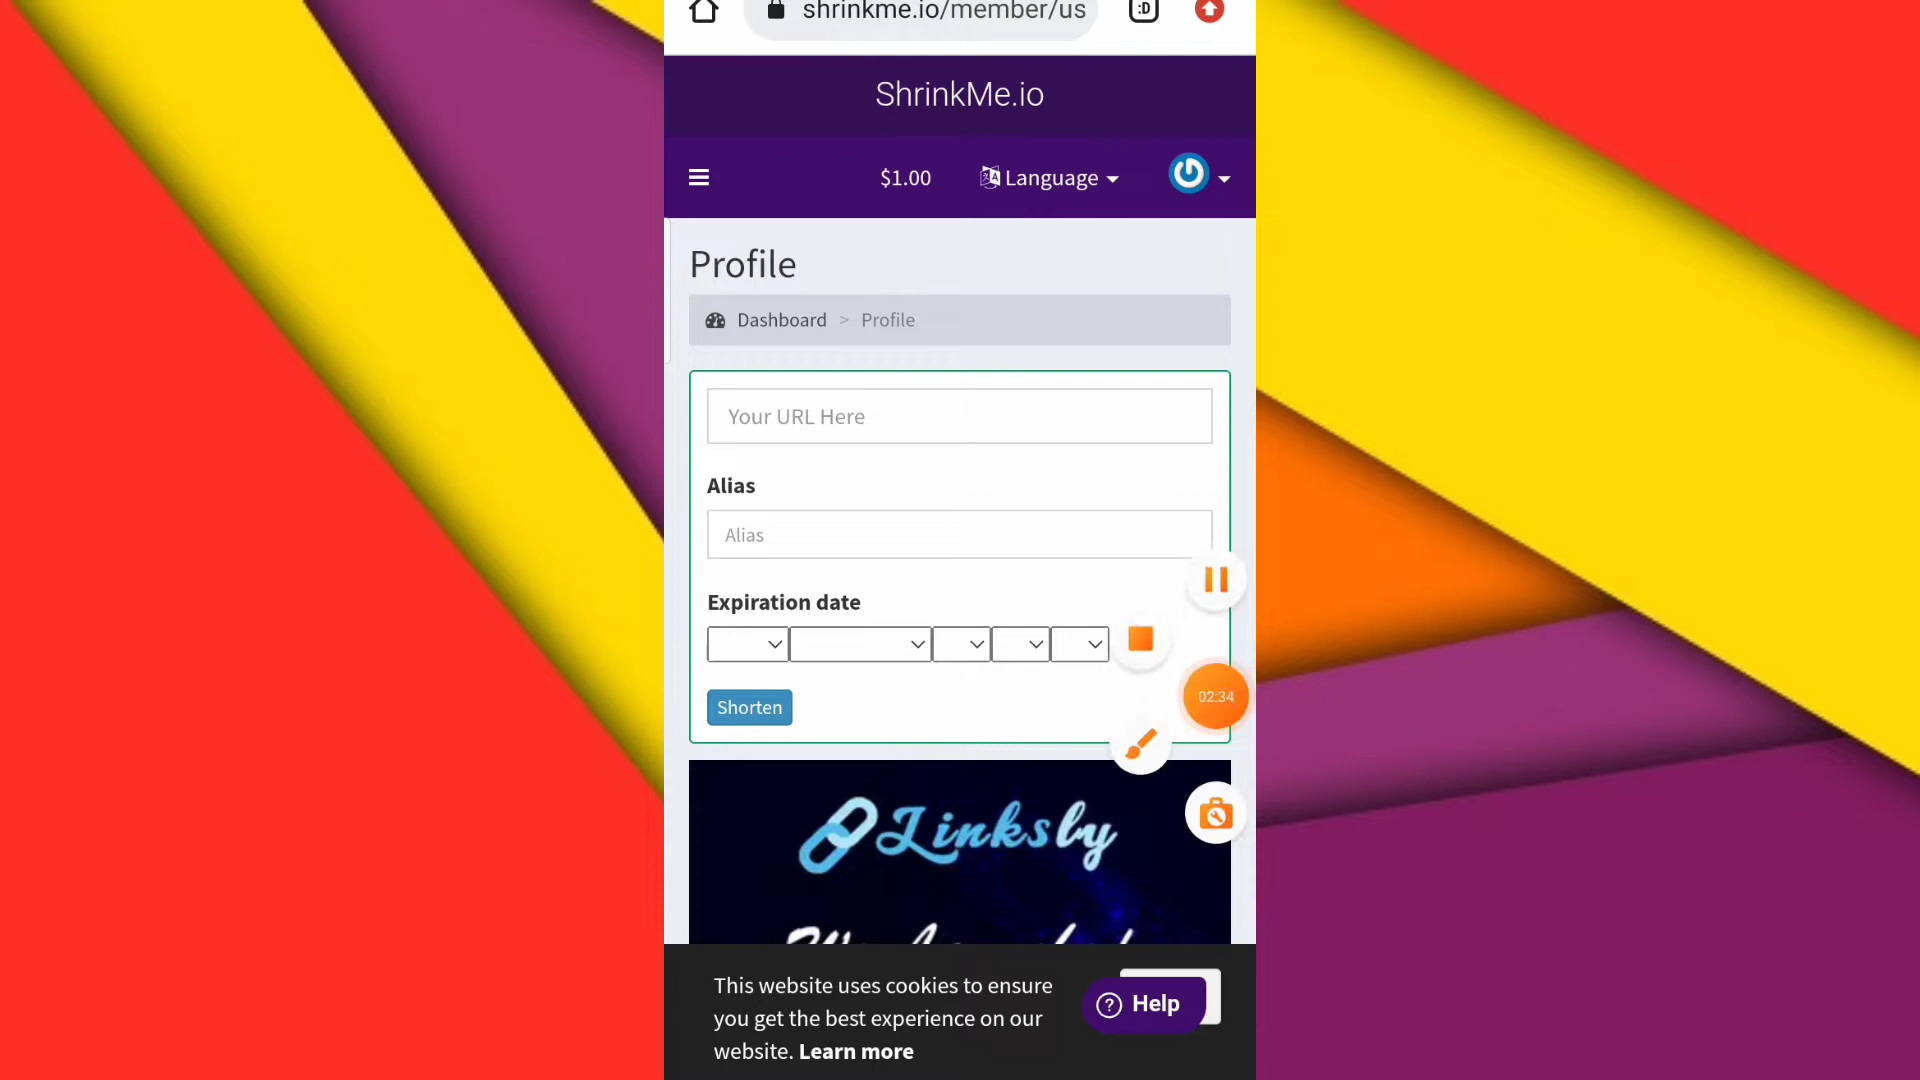 shrinkme.io/member/us
:D
ShrinkMe.io
$1.00
Language
Profile
Dashboard > Profile
Your URL Here
Alias
Alias
Expiration date
02:34
Shorten
Linksly
This website uses cookies to ensure
you get the best experience on our
website. Learn more
Help